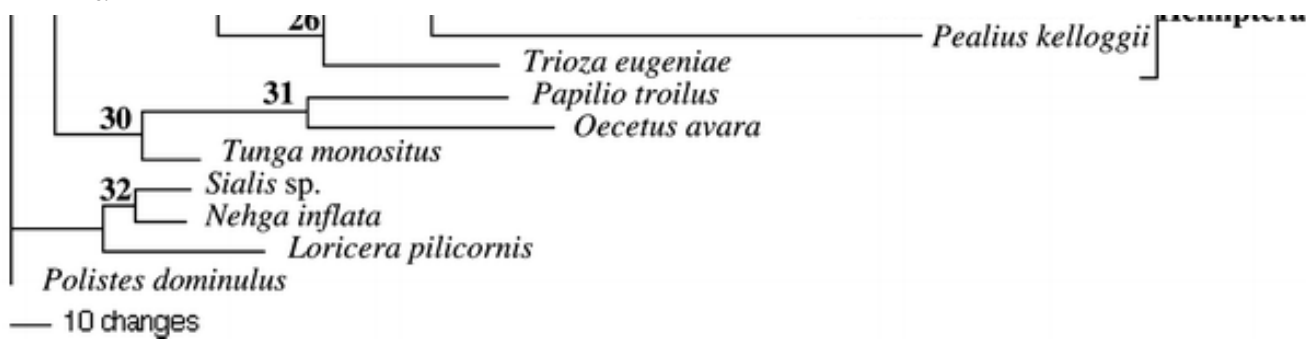 26
Pealius kelloggii
Trioza eugeniae
31
Papilio troilus
Oecetus avara
30
Tunga monositus
32
Sialis sp.
Nehga inflata
Loricera pilicornis
Polistes dominulus
10 changes